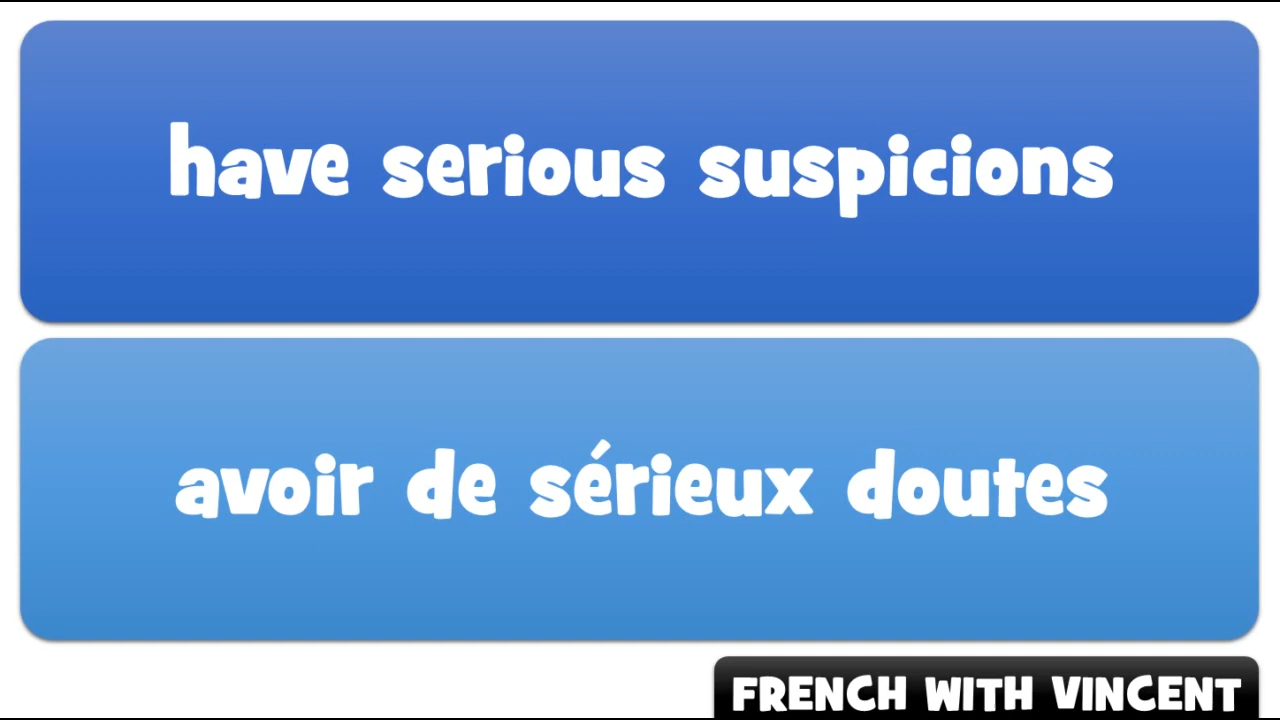 have serious suspicions
avoir de sérieux doutes
FRENCH WITH VINCENT